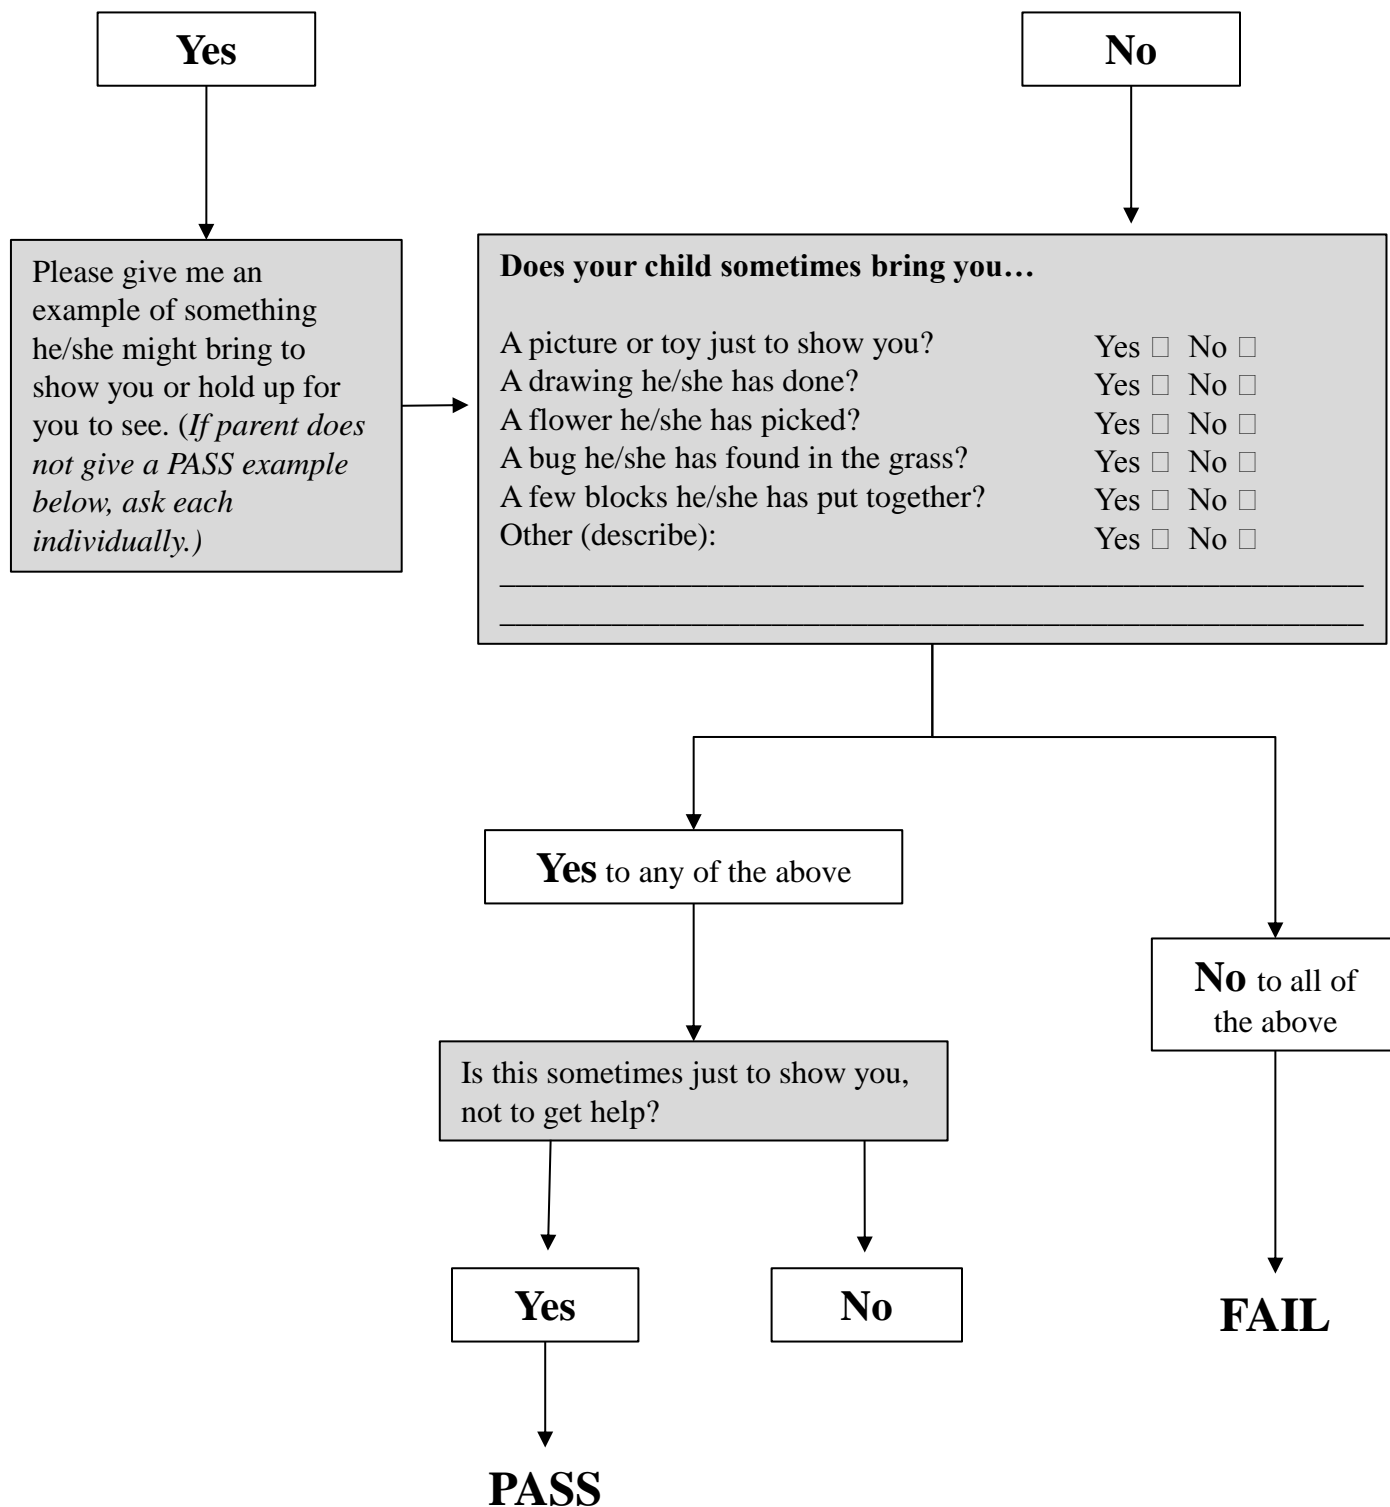 Yes
No
Please give me an
example of something
he/she might bring to
show you or hold up for
you to see. (If parent does
not give a PASS example
below, ask each
individually.)
Does your child sometimes bring you…
A picture or toy just to show you? Yes □ No □
A drawing he/she has done? Yes □ No □
A flower he/she has picked? Yes □ No □
A bug he/she has found in the grass? Yes □ No □
A few blocks he/she has put together? Yes □ No □
Other (describe): Yes □ No □
Yes to any of the above
No to all of
the above
Is this sometimes just to show you,
not to get help?
Yes
No
FAIL
PASS